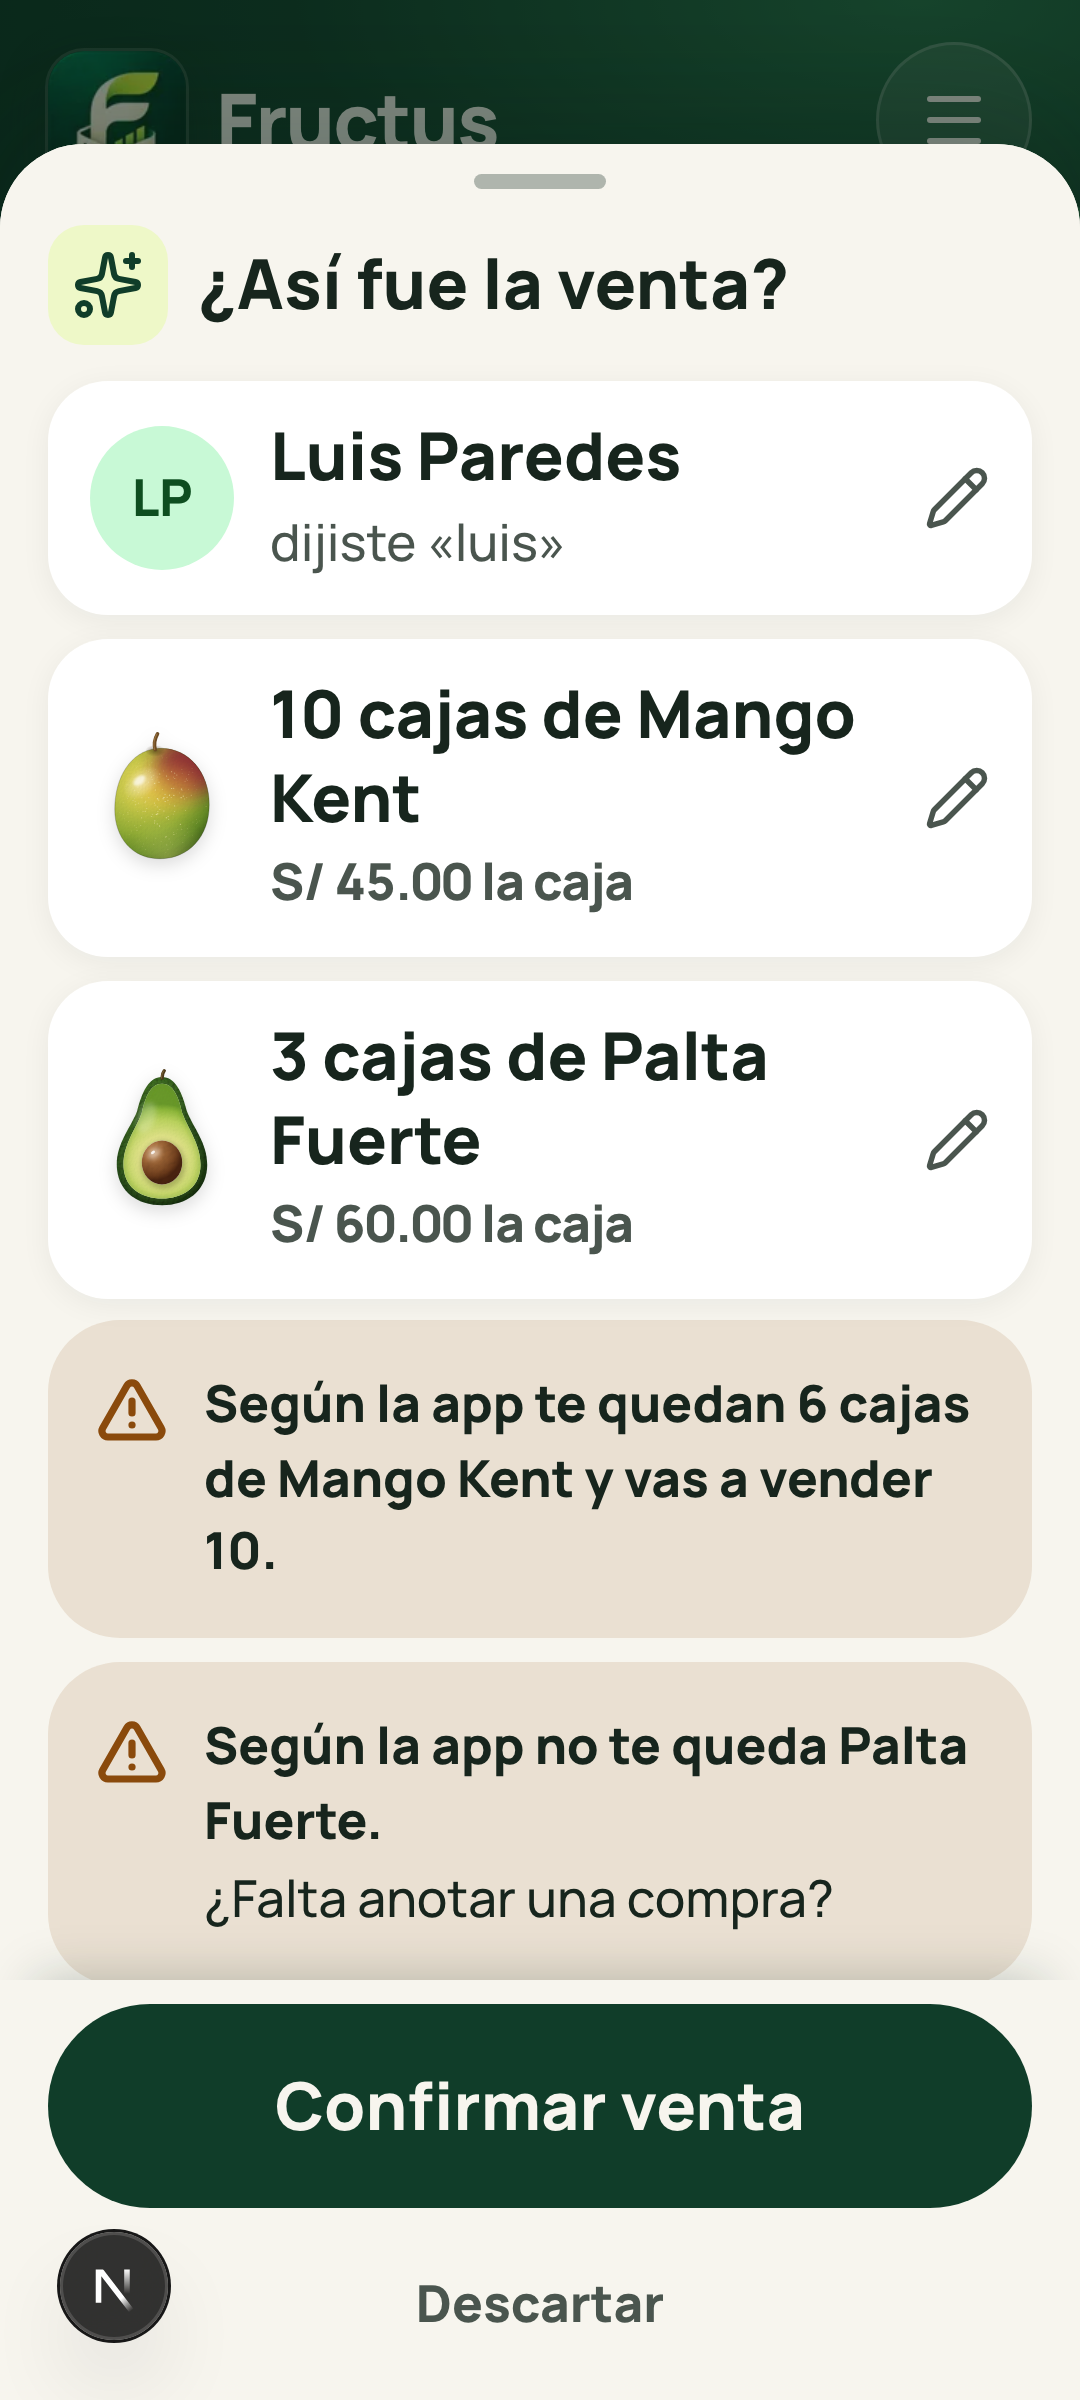 Fructus
¿Así fue la venta?
LP
Luis Paredes
dijiste «luis»
10 cajas de Mango
Kent
S/ 45.00 la caja
3 cajas de Palta
Fuerte
S/ 60.00 la caja
Según la app te quedan 6 cajas
de Mango Kent y vas a vender
10.
Según la app no te queda Palta
Fuerte.
¿Falta anotar una compra?
Confirmar venta
N
Descartar